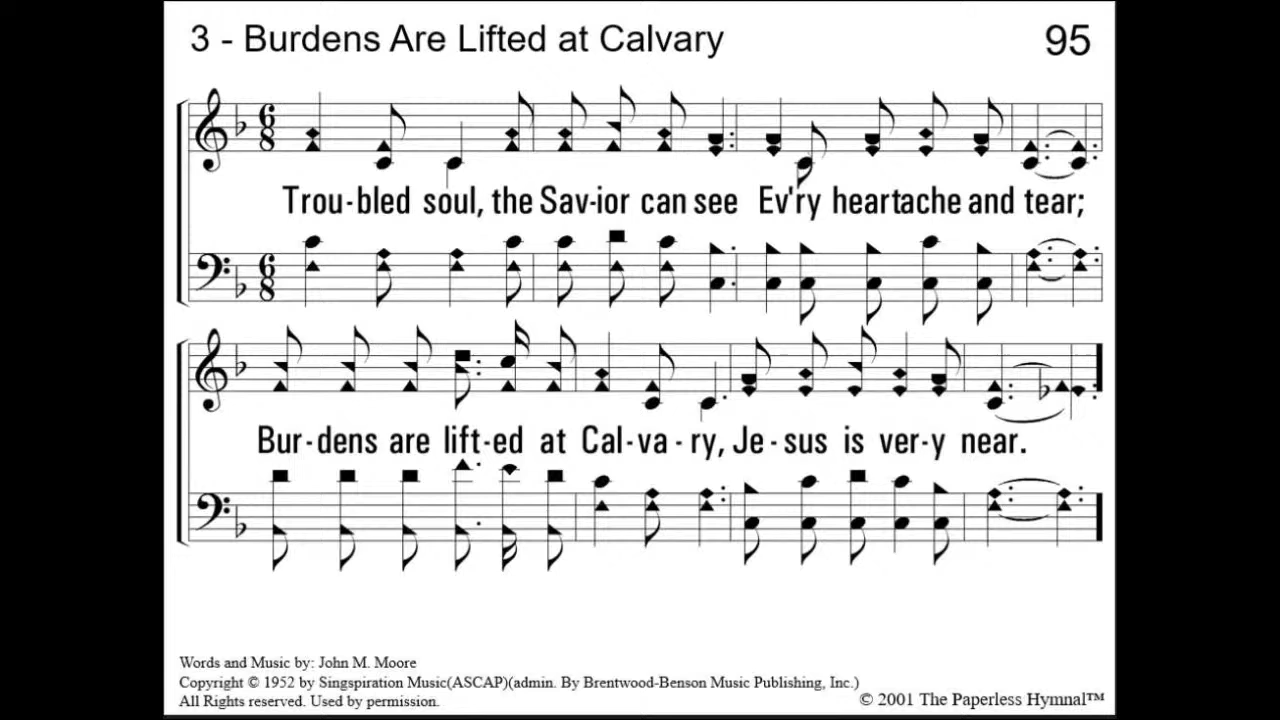 3 - Burdens Are Lifted at Calvary 95
Trou-bled soul, the Sav-ior can see Ev'ry heartache and tear;
Bur-dens are lift-ed at Cal-va-ry, Je-sus is ver-y near.
Words and Music by: John M. Moore
Copyright © 1952 by Singspiration Music(ASCAP)(admin. By Brentwood-Benson Music Publishing, Inc.)
All Rights reserved. Used by permission.
© 2001 The Paperless Hymnal™